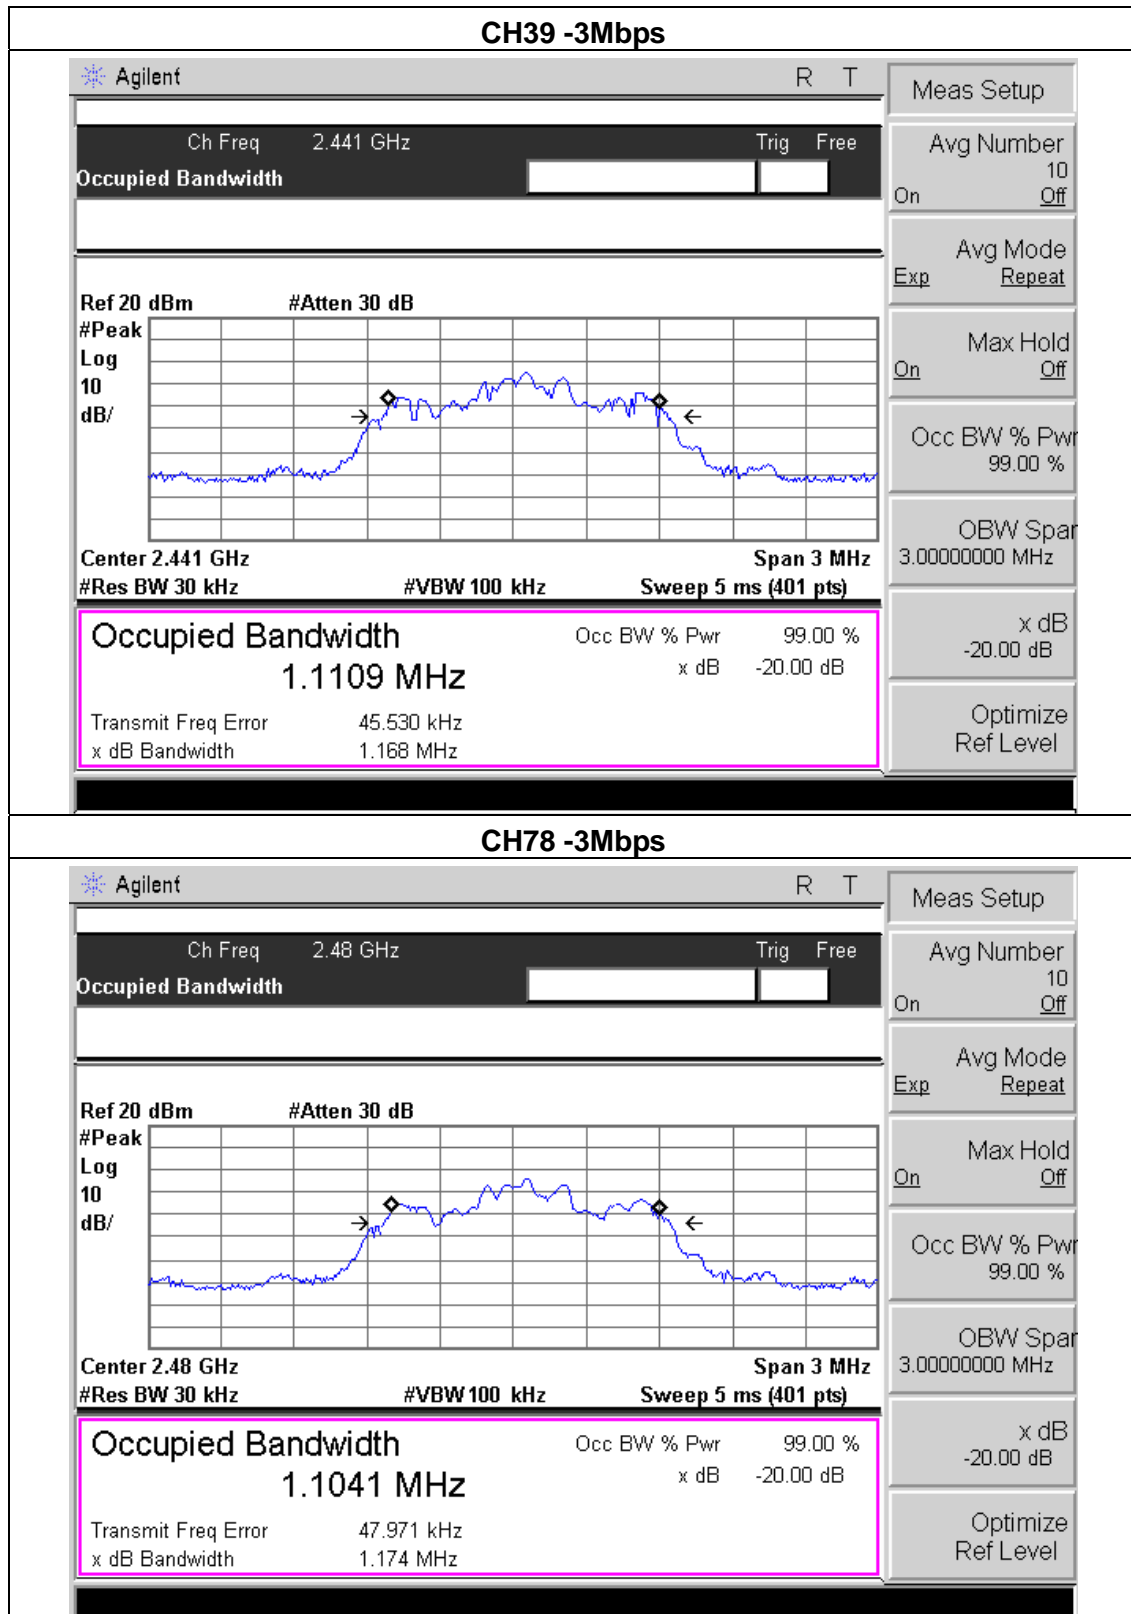 CH39 -3Mbps
Agilent R T
Meas Setup
Ch Freq 2.441 GHz Trig Free
Occupied Bandwidth
Avg Number
10
On Off
Avg Mode
Exp Repeat
Ref 20 dBm #Atten 30 dB
#Peak
Log
10
dB/
Max Hold
On Off
Occ BW % Pwr
99.00 %
Center 2.441 GHz Span 3 MHz
#Res BW 30 kHz #VBW 100 kHz Sweep 5 ms (401 pts)
OBW Span
3.00000000 MHz
Occupied Bandwidth Occ BW % Pwr 99.00 %
1.1109 MHz x dB -20.00 dB
Transmit Freq Error 45.530 kHz
x dB Bandwidth 1.168 MHz
x dB
-20.00 dB
Optimize
Ref Level
CH78 -3Mbps
Agilent R T
Meas Setup
Ch Freq 2.48 GHz Trig Free
Occupied Bandwidth
Avg Number
10
On Off
Avg Mode
Exp Repeat
Ref 20 dBm #Atten 30 dB
#Peak
Log
10
dB/
Max Hold
On Off
Occ BW % Pwr
99.00 %
Center 2.48 GHz Span 3 MHz
#Res BW 30 kHz #VBW 100 kHz Sweep 5 ms (401 pts)
OBW Span
3.00000000 MHz
Occupied Bandwidth Occ BW % Pwr 99.00 %
1.1041 MHz x dB -20.00 dB
Transmit Freq Error 47.971 kHz
x dB Bandwidth 1.174 MHz
x dB
-20.00 dB
Optimize
Ref Level